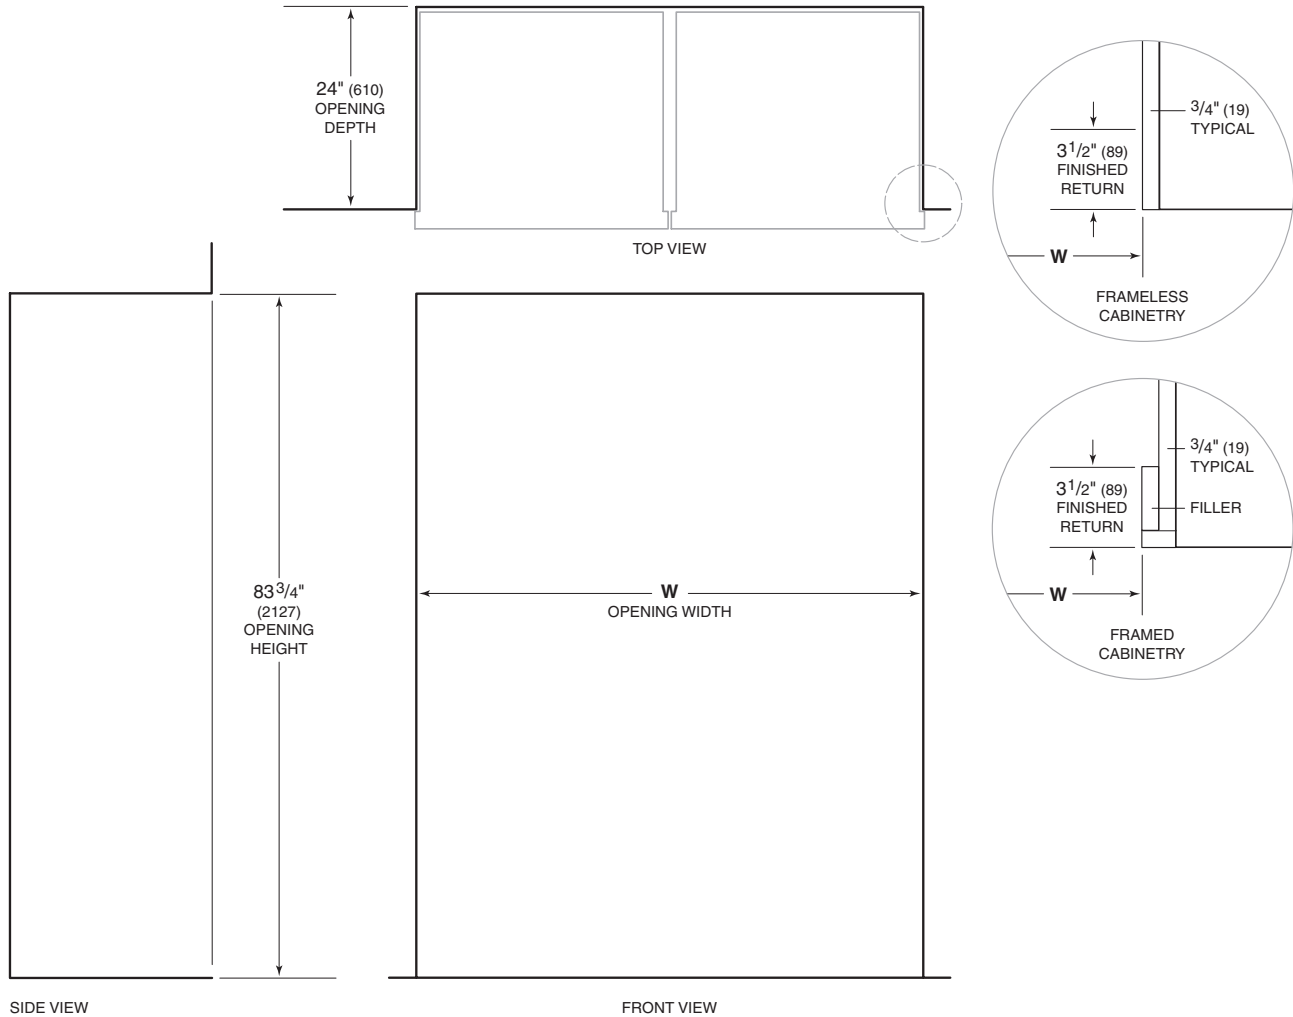 24" (610)
OPENING
DEPTH
TOP VIEW
3/4" (19)
TYPICAL
3 1/2" (89)
FINISHED
RETURN
W
FRAMELESS
CABINETRY
3/4" (19)
TYPICAL
3 1/2" (89)
FINISHED
RETURN
FILLER
W
FRAMED
CABINETRY
83 3/4"
(2127)
OPENING
HEIGHT
W
OPENING WIDTH
SIDE VIEW
FRONT VIEW